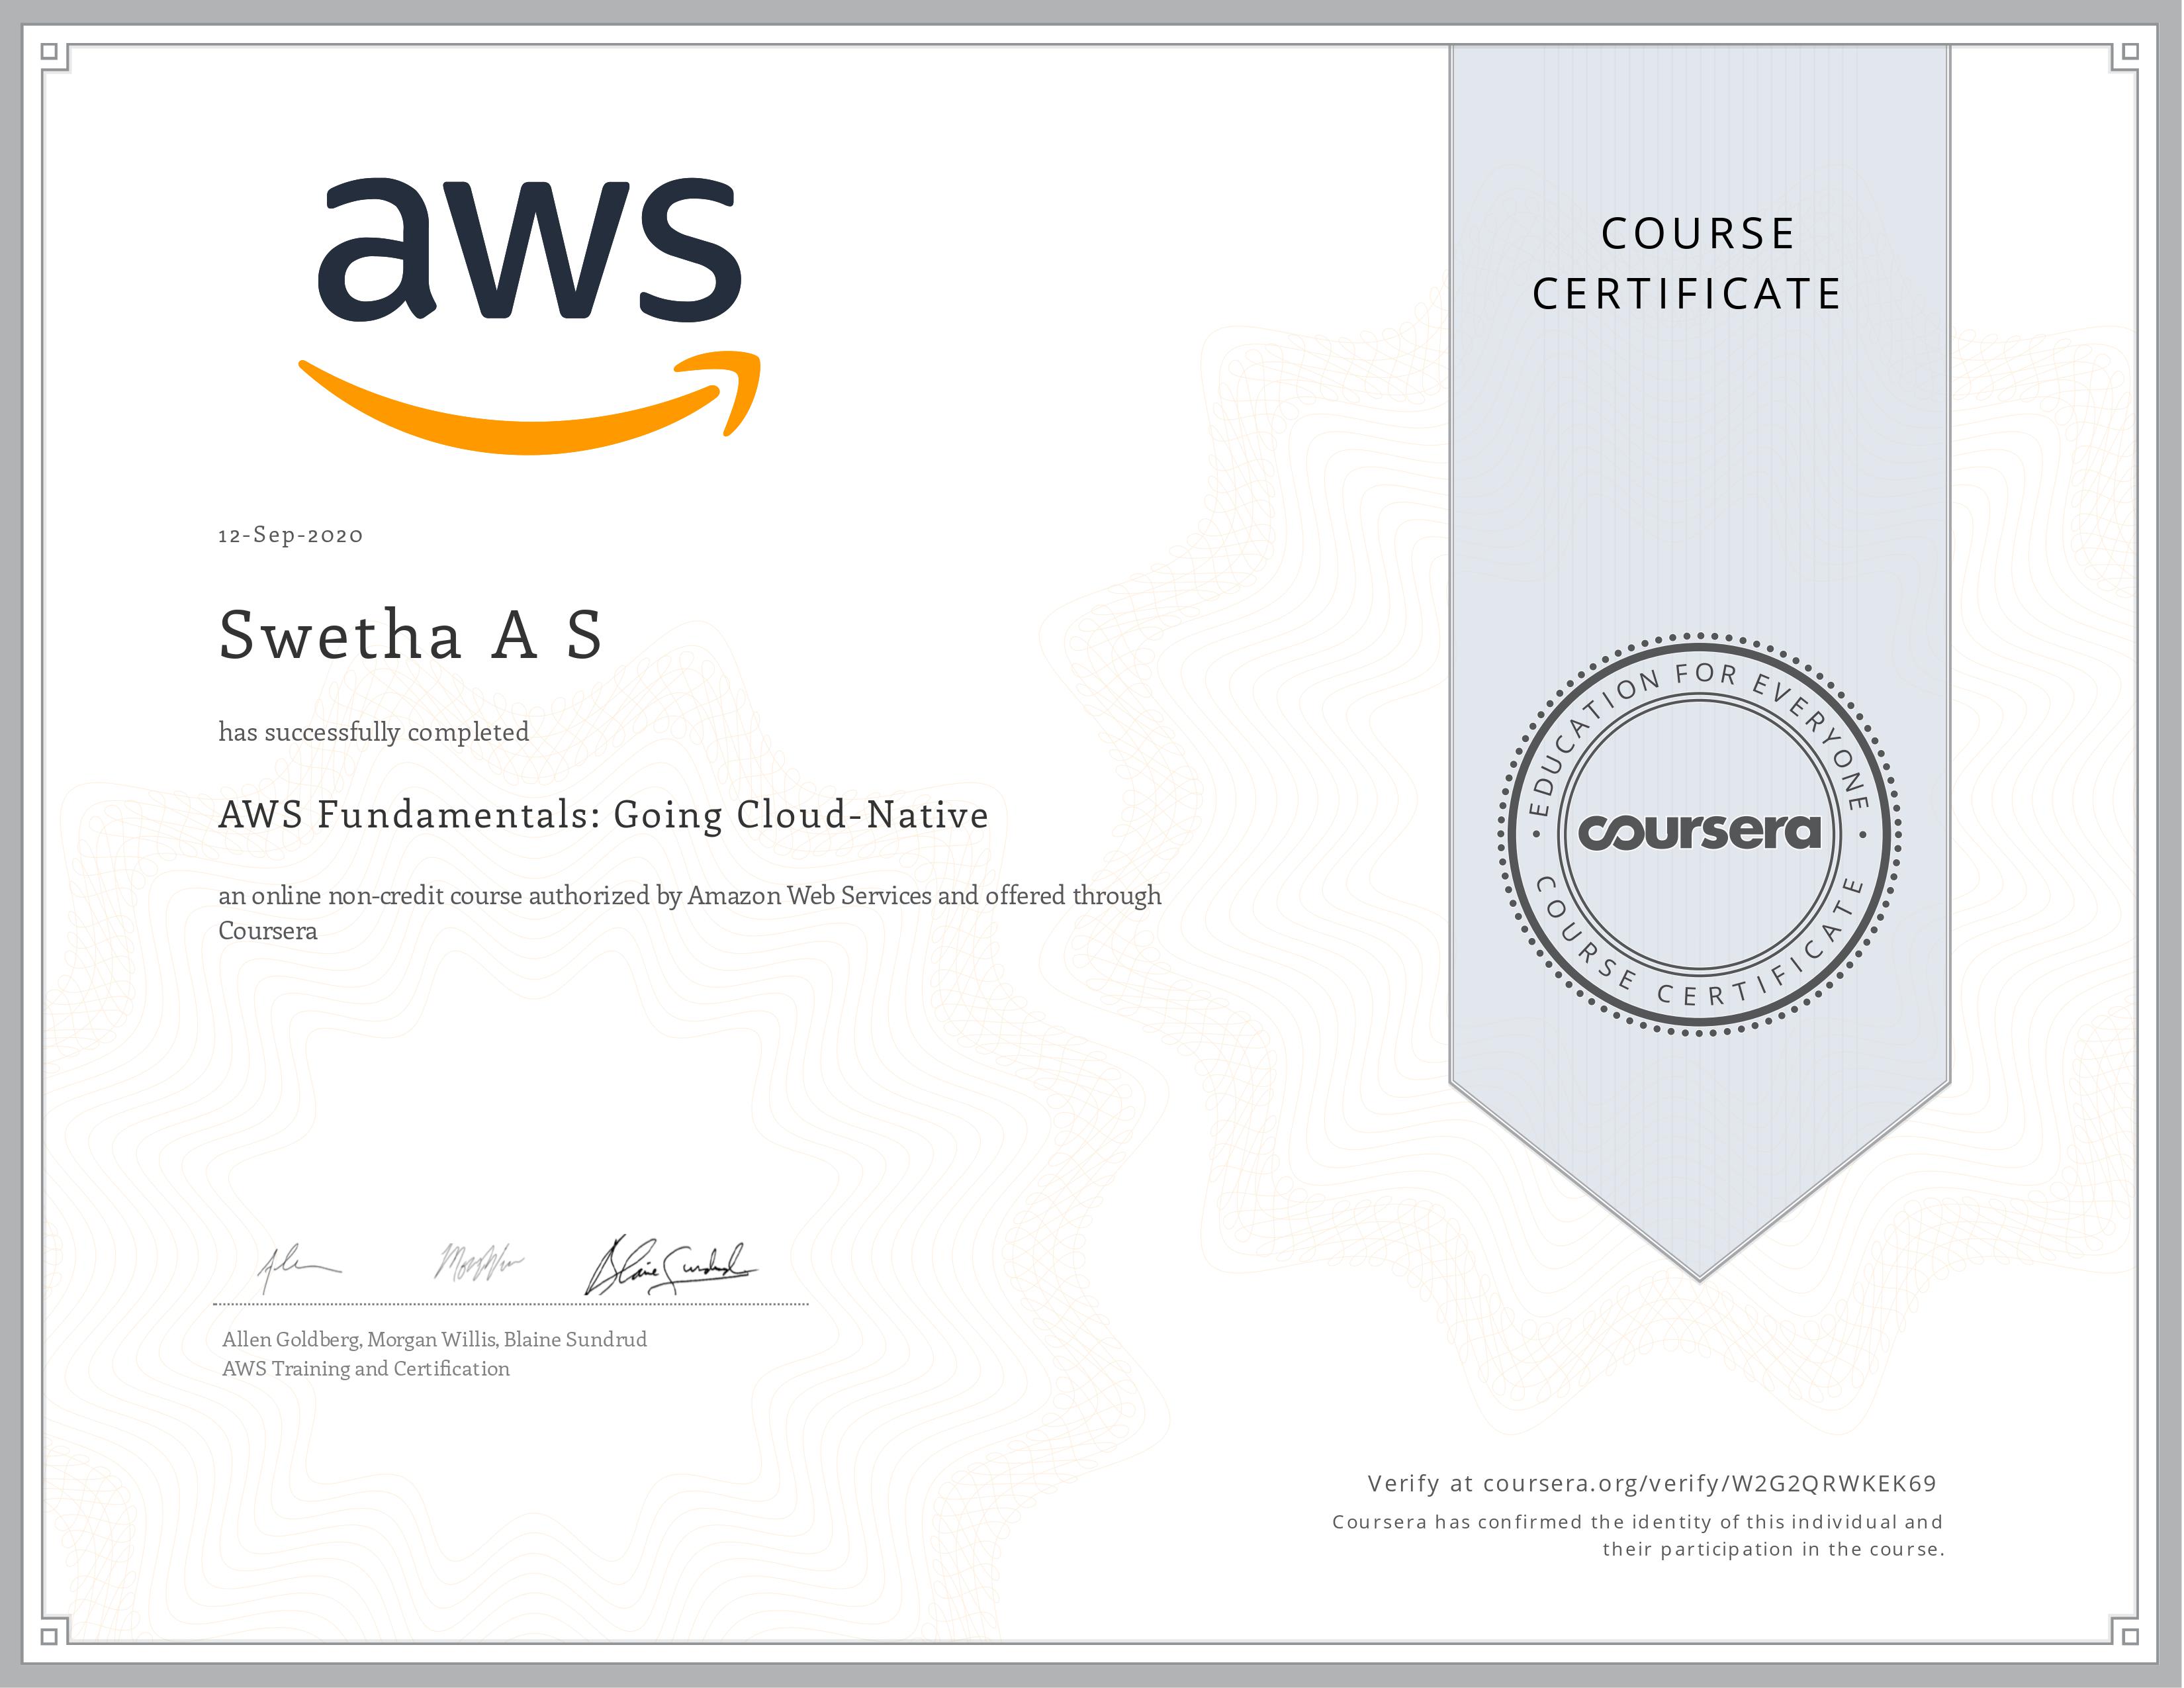 aws
COURSE
CERTIFICATE
12-Sep-2020
Swetha A S
has successfully completed
AWS Fundamentals: Going Cloud-Native
an online non-credit course authorized by Amazon Web Services and offered through
Coursera
• EDUCATION FOR EVERYONE •
coursera
COURSE CERTIFICATE
Allen Goldberg, Morgan Willis, Blaine Sundrud
AWS Training and Certification
Verify at coursera.org/verify/W2G2QRWKEK69
Coursera has confirmed the identity of this individual and
their participation in the course.